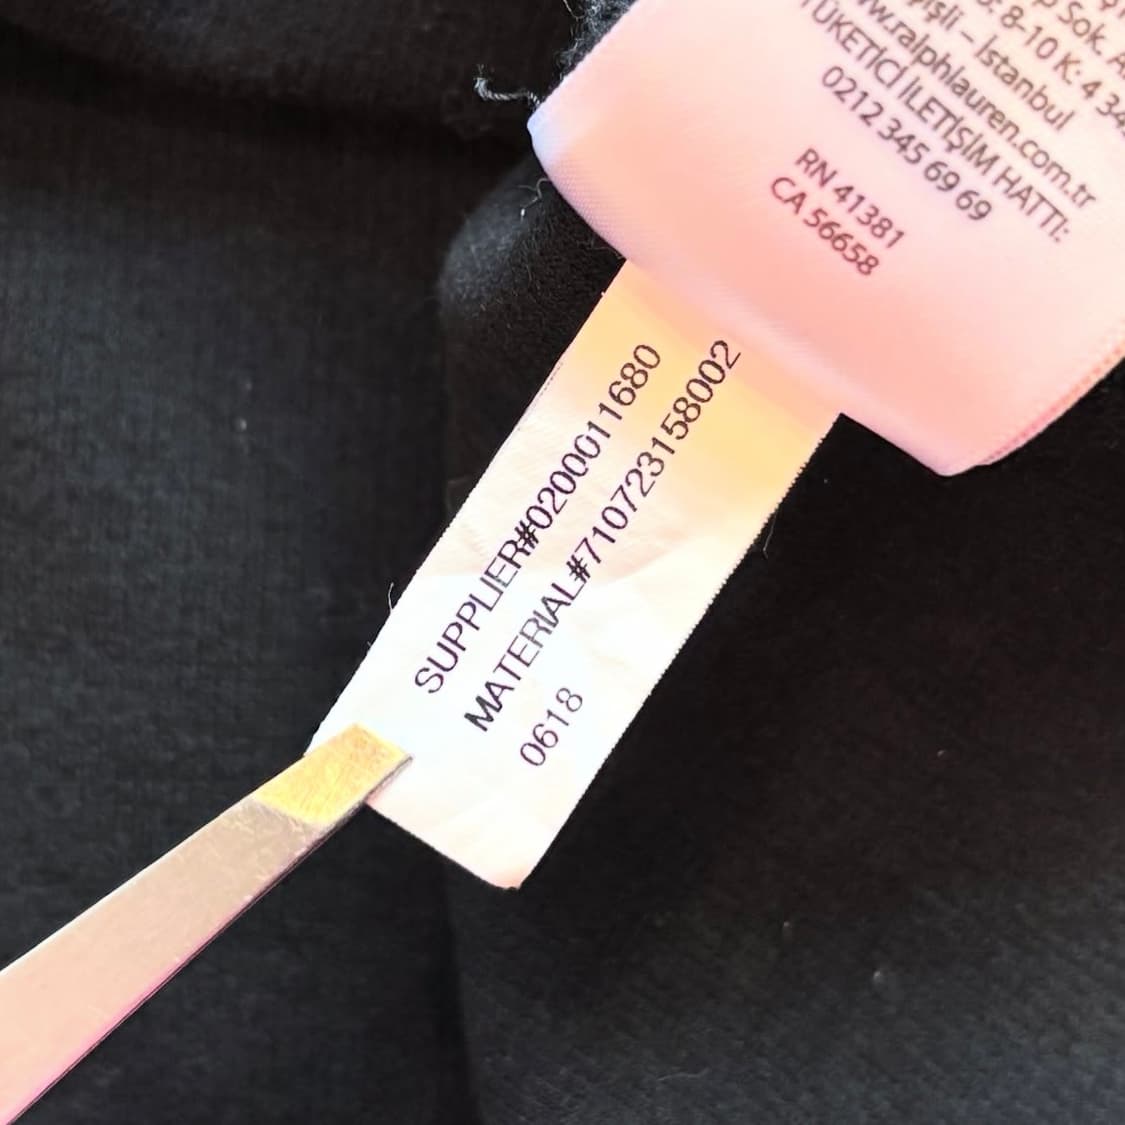 Sok.
8-10 K: 4 34
Şişli – İstanbul
www.ralphlauren.com.tr
TÜKETİCİ İLETİŞİM HATTI:
0212 345 69 69
RN 41381
CA 56658
SUPPLIER#0200011680
MATERIAL#710723158002
0618